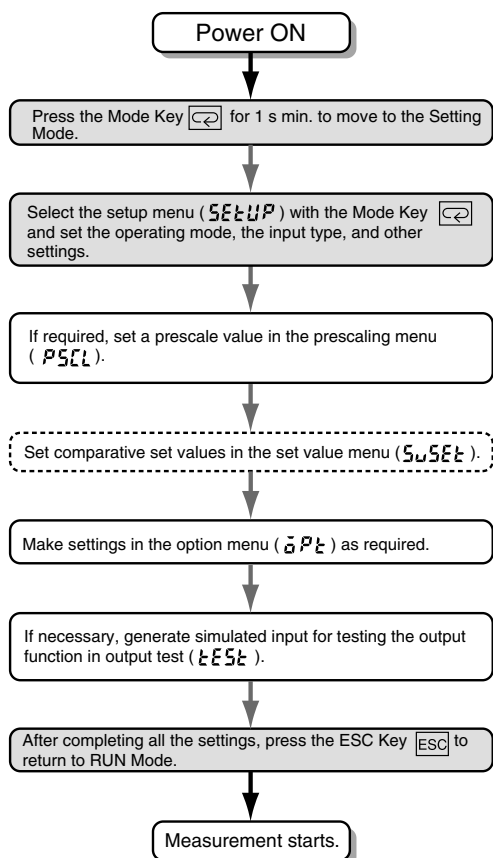 Power ON
Press the Mode Key for 1 s min. to move to the Setting
Mode.
Select the setup menu ( SEtUP ) with the Mode Key
and set the operating mode, the input type, and other
settings.
If required, set a prescale value in the prescaling menu
( PSCL ).
Set comparative set values in the set value menu ( SvSEt ).
Make settings in the option menu ( oPt ) as required.
If necessary, generate simulated input for testing the output
function in output test ( tESt ).
After completing all the settings, press the ESC Key ESC to
return to RUN Mode.
Measurement starts.